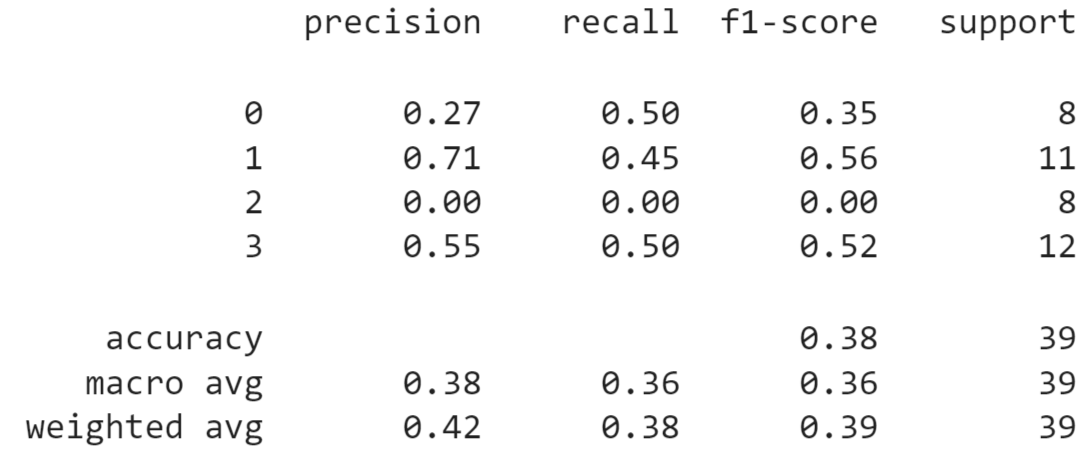 precision recall f1-score support
0 0.27 0.50 0.35 8
1 0.71 0.45 0.56 11
2 0.00 0.00 0.00 8
3 0.55 0.50 0.52 12
accuracy 0.38 39
macro avg 0.38 0.36 0.36 39
weighted avg 0.42 0.38 0.39 39